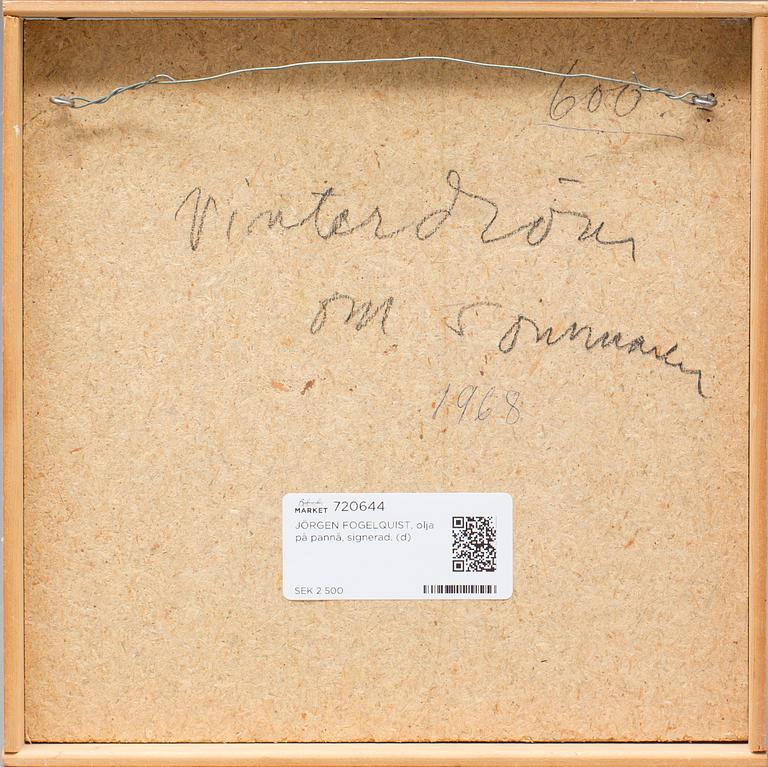 600.
Vinterdröm
om sommaren
1968
MARKET 720644
JÖRGEN FOGELQUIST, olja
på pannå, signerad. (d)
SEK 2 500